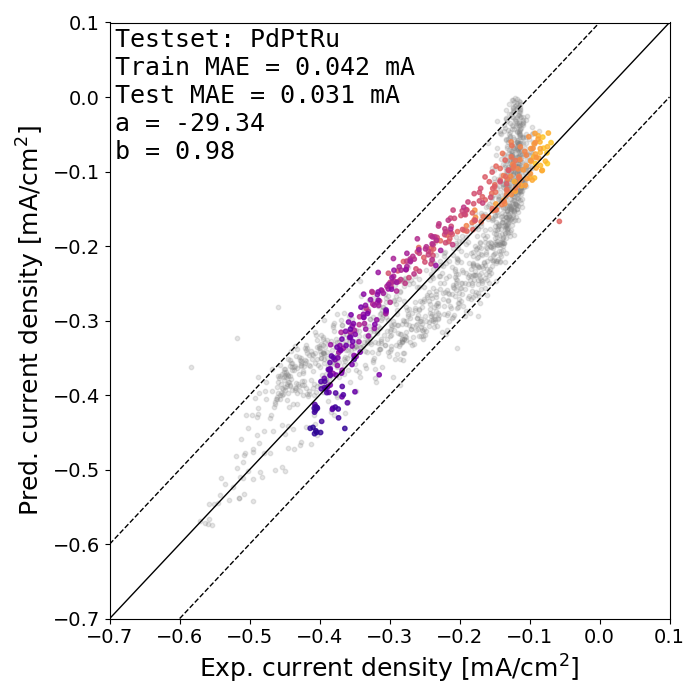 Testset: PdPtRu
Train MAE = 0.042 mA
Test MAE = 0.031 mA
a = -29.34
b = 0.98
Pred. current density [mA/cm²]
0.1
0.0
−0.1
−0.2
−0.3
−0.4
−0.5
−0.6
−0.7
−0.7 −0.6 −0.5 −0.4 −0.3 −0.2 −0.1 0.0 0.1
Exp. current density [mA/cm²]